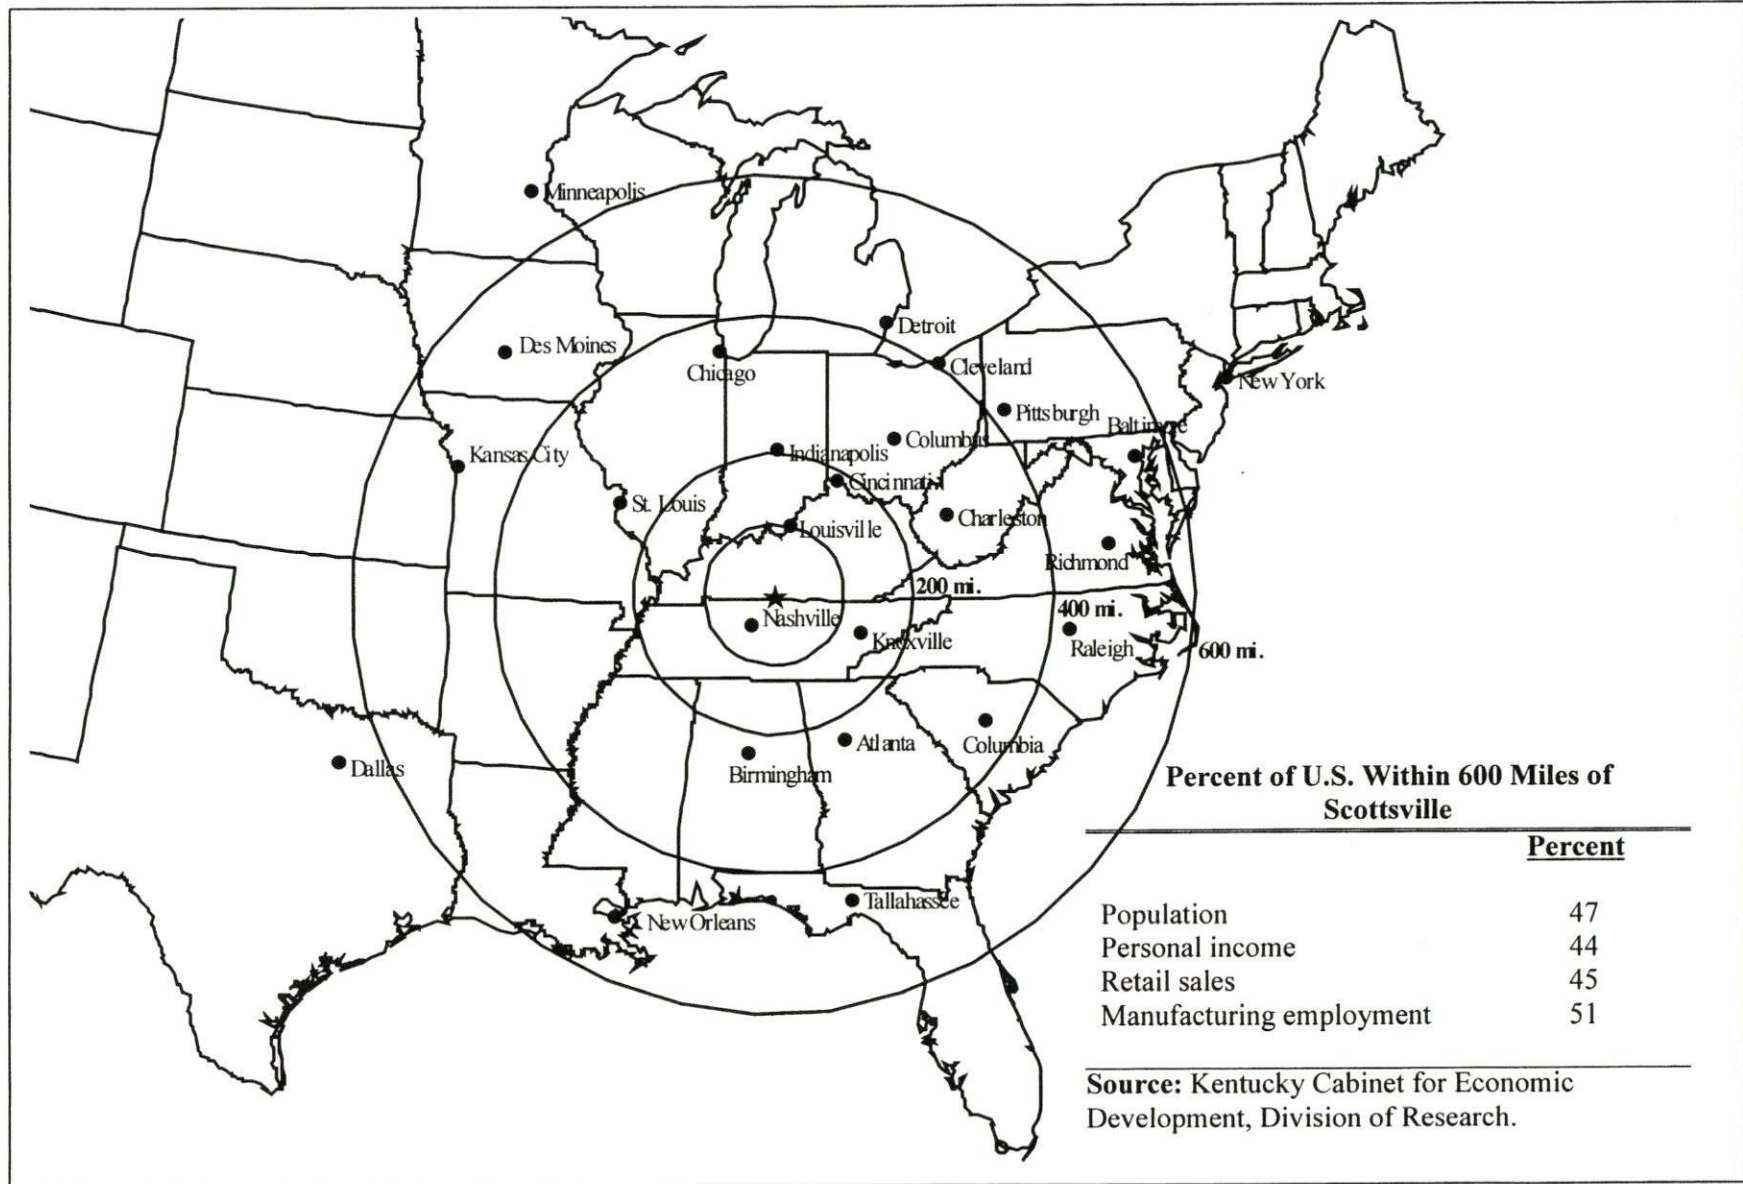 Minneapolis
Des Moines
Detroit
Chicago
Cleveland
New York
Pittsburgh
Baltimore
Columbus
Indianapolis
Kansas City
Cincinnati
St. Louis
Charleston
Louisville
Richmond
200 mi.
400 mi.
Nashville
Knoxville
Raleigh
600 mi.
Atlanta
Columbia
Birmingham
Dallas
Tallahassee
New Orleans
Percent of U.S. Within 600 Miles of
Scottsville
Percent
Population 47
Personal income 44
Retail sales 45
Manufacturing employment 51
Source: Kentucky Cabinet for Economic
Development, Division of Research.